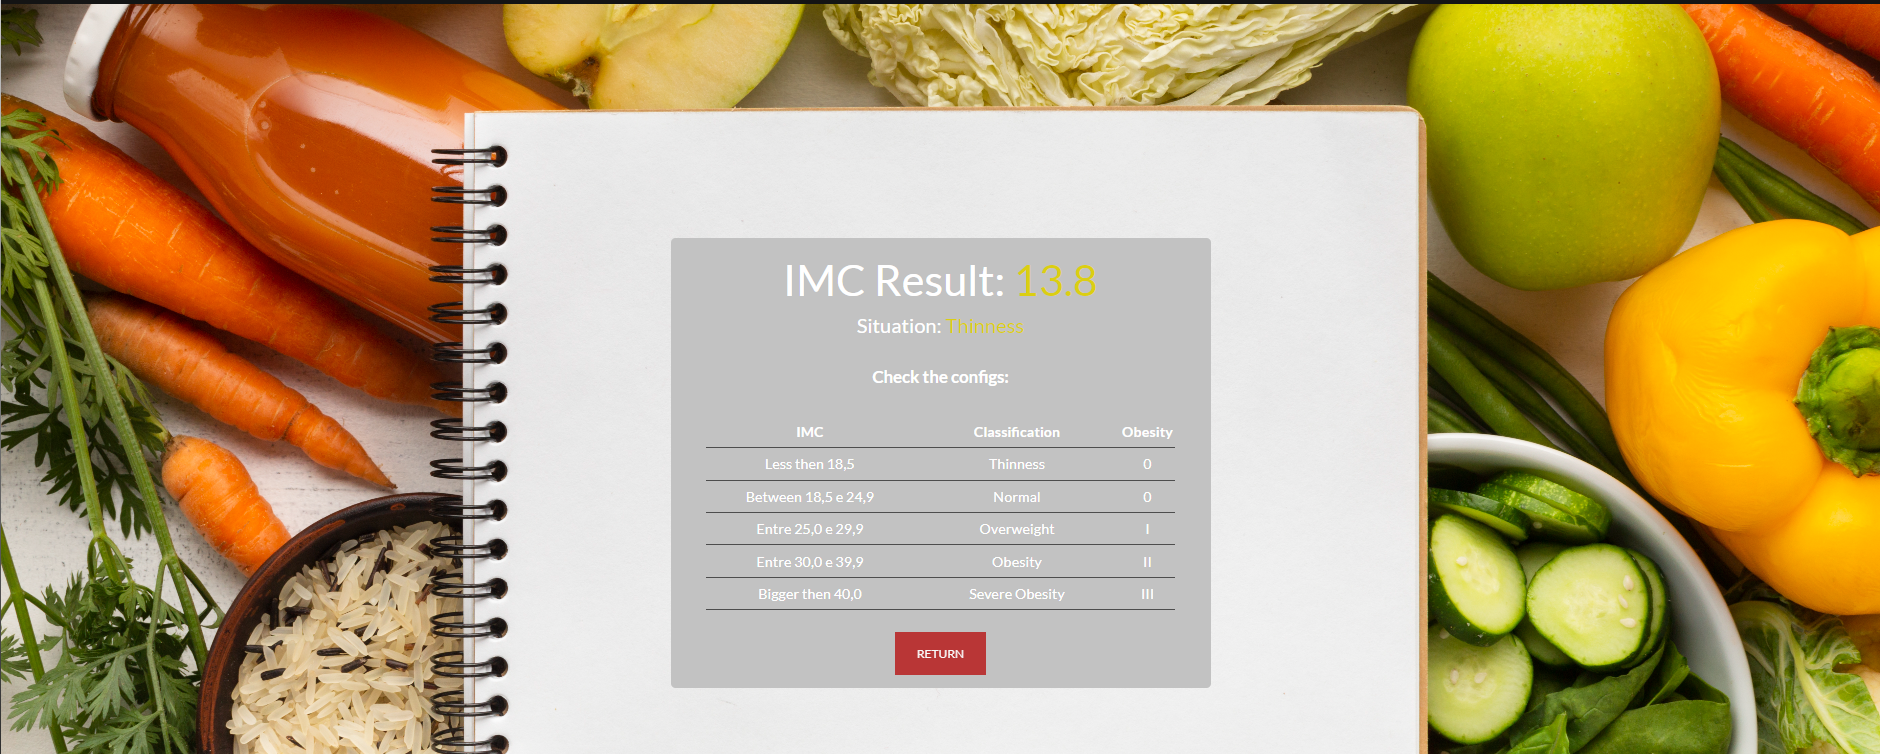 IMC Result: 13.8
Situation: Thinness
Check the configs:
IMC Classification Obesity
Less then 18,5 Thinness 0
Between 18,5 e 24,9 Normal 0
Entre 25,0 e 29,9 Overweight I
Entre 30,0 e 39,9 Obesity II
Bigger then 40,0 Severe Obesity III
RETURN